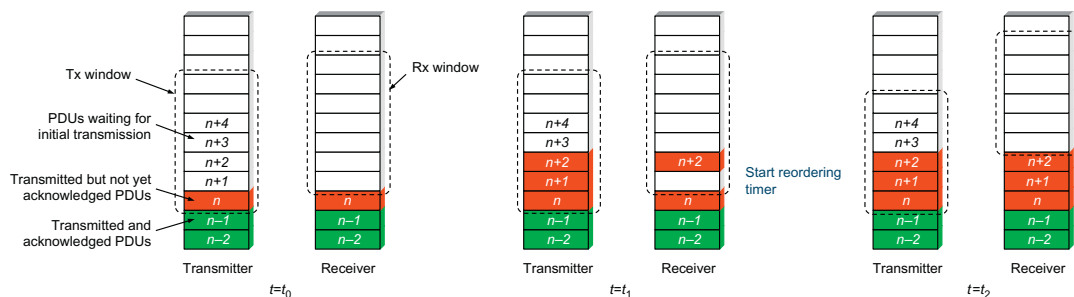 Tx window
PDUs waiting for
initial transmission
Transmitted but not yet
acknowledged PDUs
Transmitted and
acknowledged PDUs
n+4
n+3
n+2
n+1
n
n–1
n–2
Transmitter
n
n–1
n–2
Receiver
Rx window
t=t0
n+4
n+3
n+2
n+1
n
n–1
n–2
Transmitter
n+2
n
n–1
n–2
Receiver
Start reordering
timer
t=t1
n+4
n+3
n+2
n+1
n
n–1
n–2
Transmitter
n+2
n+1
n
n–1
n–2
Receiver
t=t2